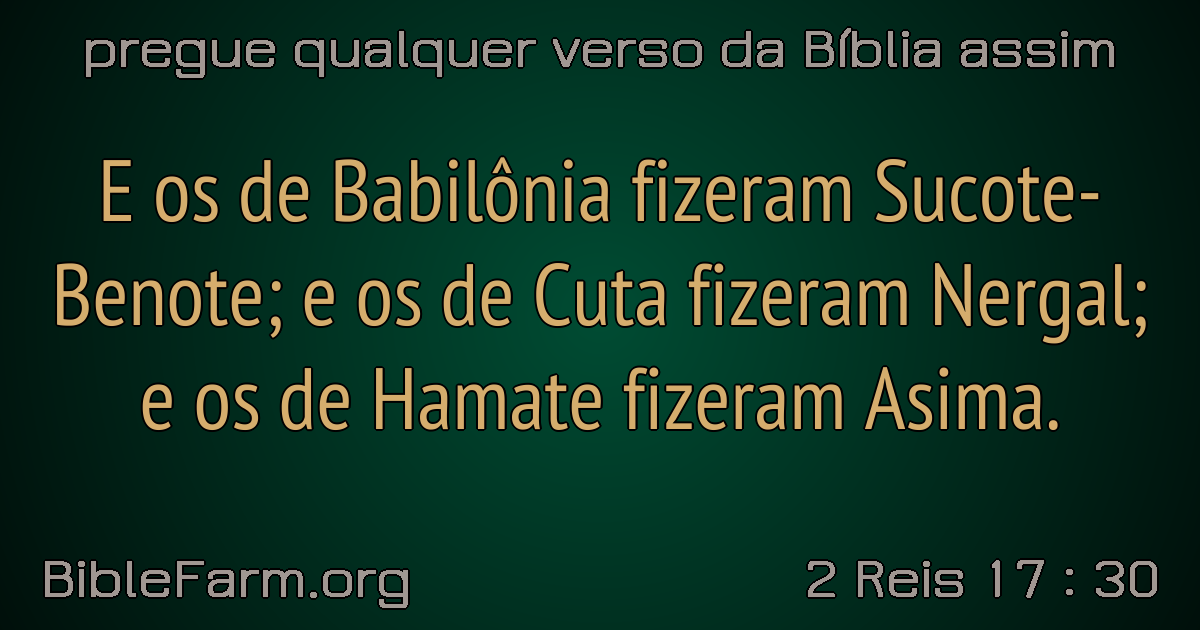 pregue qualquer verso da Bíblia assim
E os de Babilônia fizeram Sucote-
Benote; e os de Cuta fizeram Nergal;
e os de Hamate fizeram Asima.
BibleFarm.org
2 Reis 17 : 30